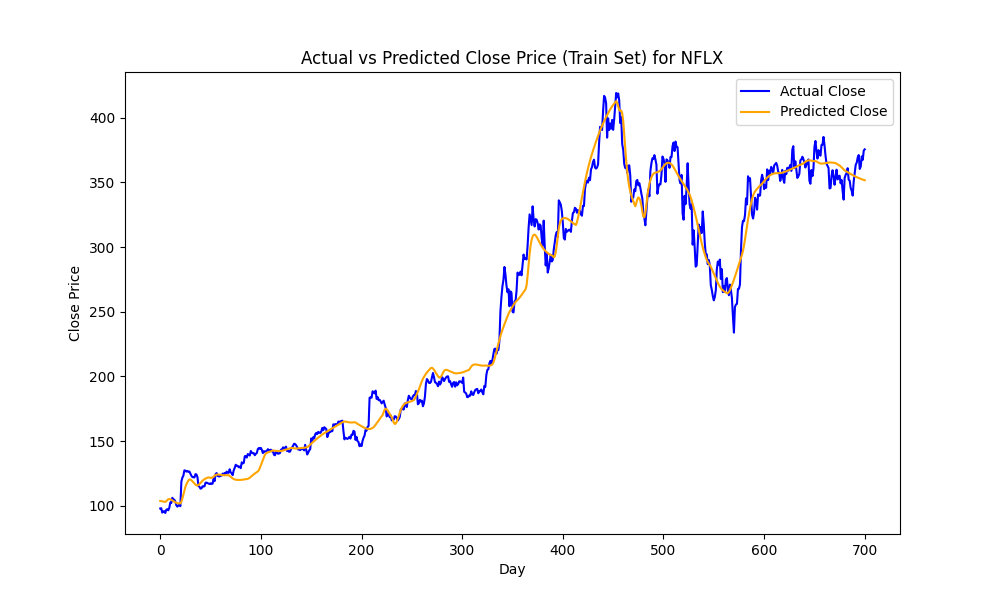 Actual vs Predicted Close Price (Train Set) for NFLX
Actual Close
Predicted Close
400
350
300
250
200
150
100
Close Price
0 100 200 300 400 500 600 700
Day